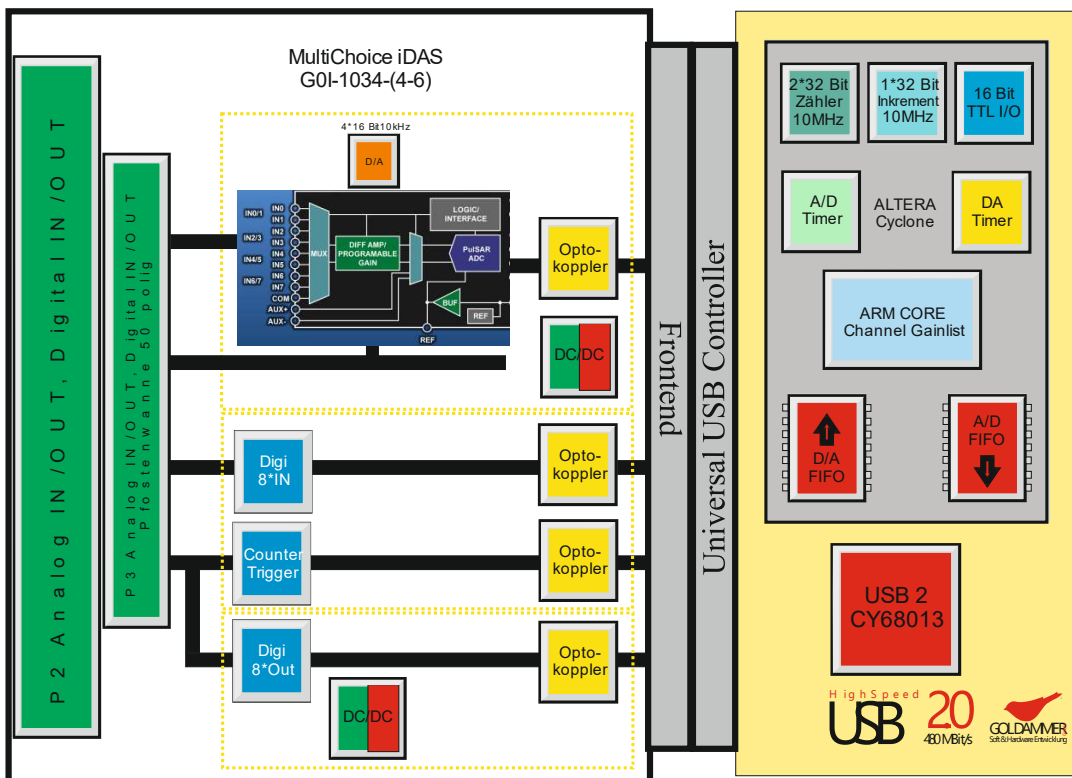 MultiChoice iDAS
G0I-1034-(4-6)
P2 Analog IN/OUT, Digital IN/OUT
P3 Analog IN/OUT, Digital IN/OUT
Pfostenwanne 50 polig
4*16 Bit10kHz
D/A
IN0/1
IN2/3
IN4/5
IN6/7
IN0
IN1
IN2
IN3
IN4
IN5
IN6
IN7
COM
AUX+
AUX-
MUX
DIFF AMP/
PROGRAMABLE
GAIN
LOGIC/
INTERFACE
PulSAR
ADC
BUF
REF
REF
Opto-
koppler
DC/DC
Digi
8*IN
Opto-
koppler
Counter
Trigger
Opto-
koppler
Digi
8*Out
Opto-
koppler
DC/DC
Frontend
Universal USB Controller
2*32 Bit
Zähler
10MHz
1*32 Bit
Inkrement
10MHz
16 Bit
TTL I/O
A/D
Timer
ALTERA
Cyclone
DA
Timer
ARM CORE
Channel Gainlist
D/A
FIFO
A/D
FIFO
USB 2
CY68013
HighSpeed
USB
2.0
480MBit/s
GOLDAMMER
Soft & Hardware Entwicklung